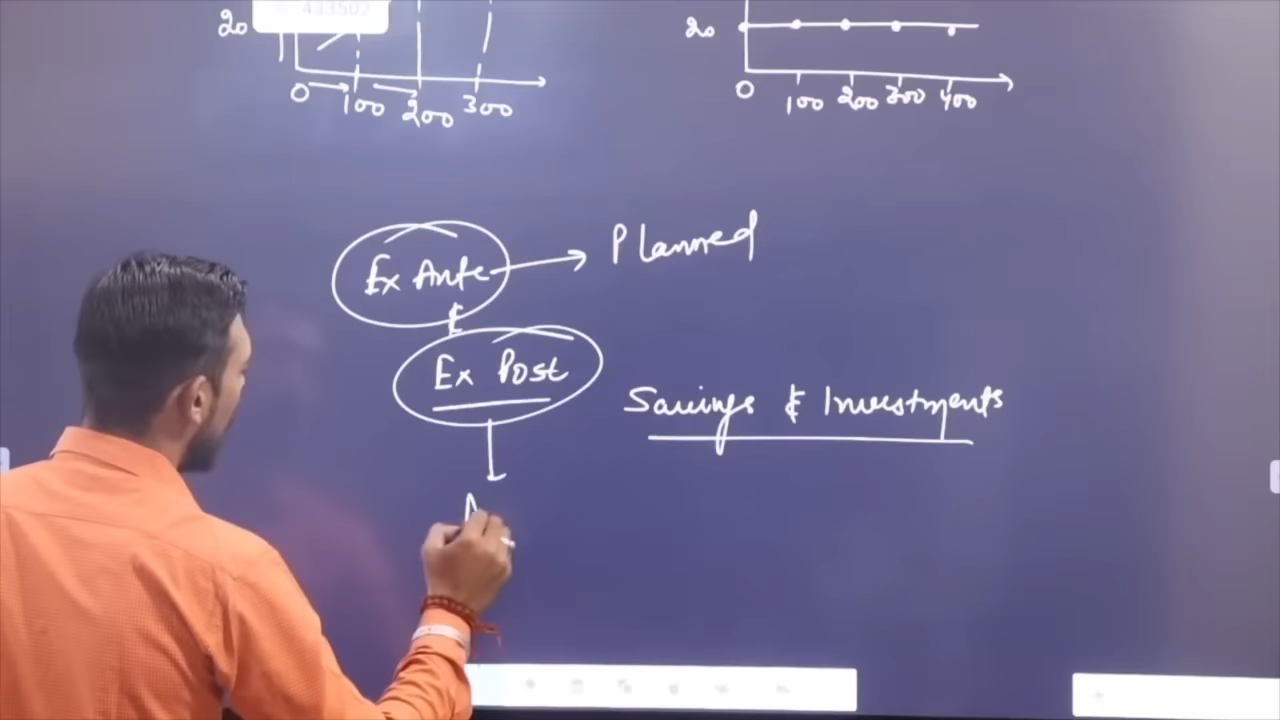 20
0 100 200 300
20
0 100 200 300 400
Ex Ante → Planned
&
Ex Post
Savings & Investments
A